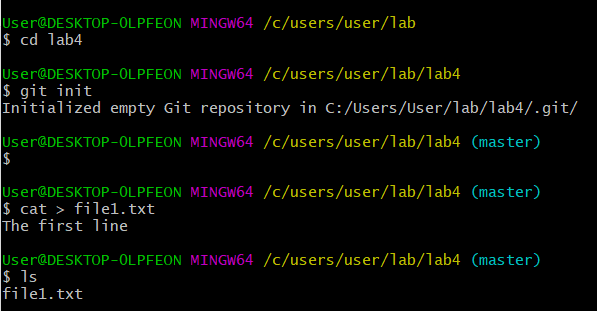 User@DESKTOP-OLPFEON MINGW64 /c/users/user/lab
$ cd lab4
User@DESKTOP-OLPFEON MINGW64 /c/users/user/lab/lab4
$ git init
Initialized empty Git repository in C:/Users/User/lab/lab4/.git/
User@DESKTOP-OLPFEON MINGW64 /c/users/user/lab/lab4 (master)
$
User@DESKTOP-OLPFEON MINGW64 /c/users/user/lab/lab4 (master)
$ cat > file1.txt
The first line
User@DESKTOP-OLPFEON MINGW64 /c/users/user/lab/lab4 (master)
$ ls
file1.txt